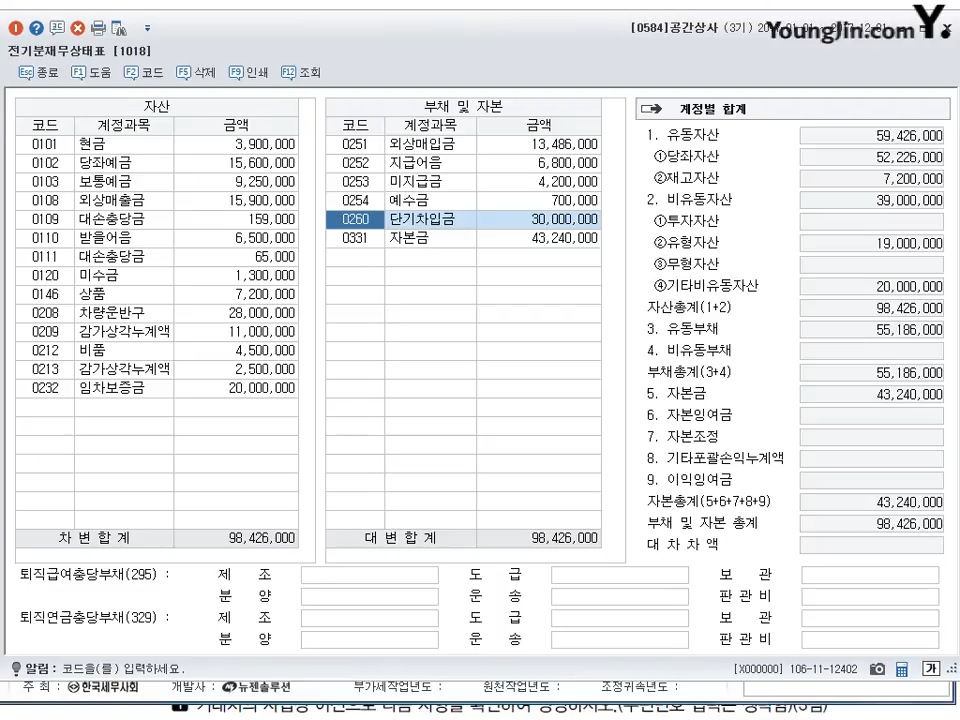 [0584]공간상사 (3기)
YoungJin.com Y.
전기분재무상태표 [1018]
Esc 종료 F1 도움 F2 코드 F5 삭제 F9 인쇄 F12 조회
자산
코드 계정과목 금액
0101 현금 3,900,000
0102 당좌예금 15,600,000
0103 보통예금 9,250,000
0108 외상매출금 15,900,000
0109 대손충당금 159,000
0110 받을어음 6,500,000
0111 대손충당금 65,000
0120 미수금 1,300,000
0146 상품 7,200,000
0208 차량운반구 28,000,000
0209 감가상각누계액 11,000,000
0212 비품 4,500,000
0213 감가상각누계액 2,500,000
0232 임차보증금 20,000,000
차 변 합 계 98,426,000
부채 및 자본
코드 계정과목 금액
0251 외상매입금 13,486,000
0252 지급어음 6,800,000
0253 미지급금 4,200,000
0254 예수금 700,000
0260 단기차입금 30,000,000
0331 자본금 43,240,000
대 변 합 계 98,426,000
계정별 합계
1. 유동자산 59,426,000
①당좌자산 52,226,000
②재고자산 7,200,000
2. 비유동자산 39,000,000
①투자자산
②유형자산 19,000,000
③무형자산
④기타비유동자산 20,000,000
자산총계(1+2) 98,426,000
3. 유동부채 55,186,000
4. 비유동부채
부채총계(3+4) 55,186,000
5. 자본금 43,240,000
6. 자본잉여금
7. 자본조정
8. 기타포괄손익누계액
9. 이익잉여금
자본총계(5+6+7+8+9) 43,240,000
부채 및 자본 총계 98,426,000
대 차 차 액
퇴직급여충당부채(295) : 제 조 도 급 보 관
분 양 운 송 판 관 비
퇴직연금충당부채(329) : 제 조 도 급 보 관
분 양 운 송 판 관 비
알림 : 코드을(를) 입력하세요. [X000000] 106-11-12402 가
주 최 : 한국세무사회 개발사 : 뉴젠솔루션 부가세작업년도 : 원천작업년도 : 조정귀속년도 :